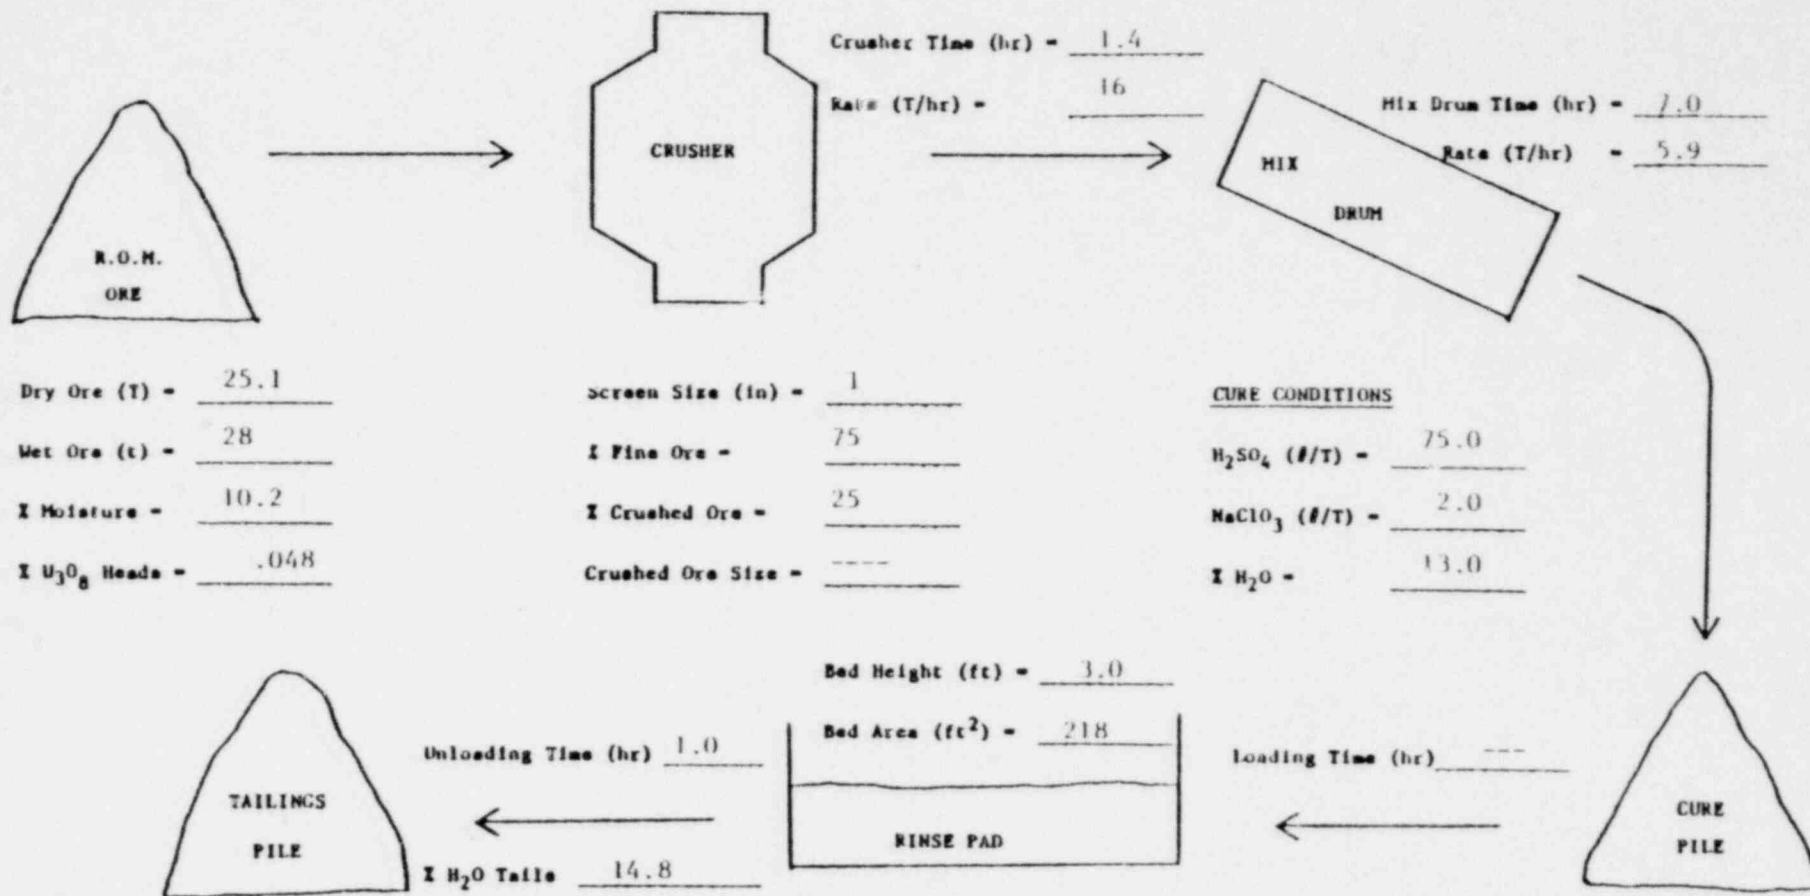 Crusher Time (hr) = 1.4
Rate (T/hr) = 16
Mix Drum Time (hr) = 7.0
Rate (T/hr) = 5.9
CRUSHER
MIX
DRUM
R.O.M.
ORE
Dry Ore (T) = 25.1
Wet Ore (t) = 28
% Moisture = 10.2
% U₃O₈ Heads = .048
Screen Size (in) = 1
% Fine Ore = 75
% Crushed Ore = 25
Crushed Ore Size = ----
CURE CONDITIONS
H₂SO₄ (#/T) = 75.0
NaClO₃ (#/T) = 2.0
% H₂O = 13.0
Bed Height (ft) = 3.0
Bed Area (ft²) = 218
Unloading Time (hr) 1.0
Loading Time (hr) ---
TAILINGS
PILE
RINSE PAD
CURE
PILE
% H₂O Tails 14.8